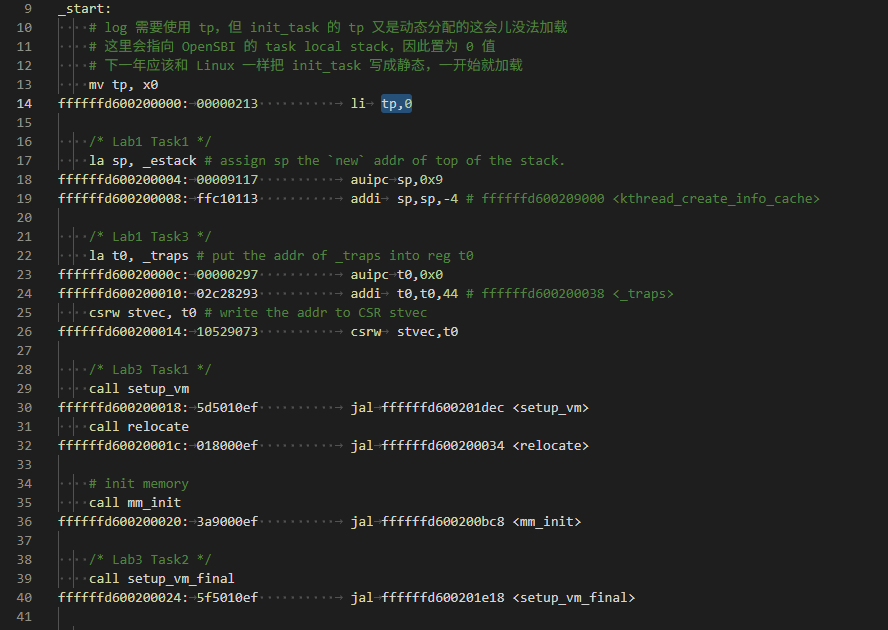 9 _start:
10 # log 需要使用 tp，但 init_task 的 tp 又是动态分配的这会儿没法加载
11 # 这里会指向 OpenSBI 的 task local stack，因此置为 0 值
12 # 下一年应该和 Linux 一样把 init_task 写成静态，一开始就加载
13 mv tp, x0
14 ffffffd600200000: 00000213 li tp,0
15
16 /* Lab1 Task1 */
17 la sp, _estack # assign sp the `new` addr of top of the stack.
18 ffffffd600200004: 00009117 auipc sp,0x9
19 ffffffd600200008: ffc10113 addi sp,sp,-4 # ffffffd600209000 <kthread_create_info_cache>
20
21 /* Lab1 Task3 */
22 la t0, _traps # put the addr of _traps into reg t0
23 ffffffd60020000c: 00000297 auipc t0,0x0
24 ffffffd600200010: 02c28293 addi t0,t0,44 # ffffffd600200038 <_traps>
25 csrw stvec, t0 # write the addr to CSR stvec
26 ffffffd600200014: 10529073 csrw stvec,t0
27
28 /* Lab3 Task1 */
29 call setup_vm
30 ffffffd600200018: 5d5010ef jal ffffffd600201dec <setup_vm>
31 call relocate
32 ffffffd60020001c: 018000ef jal ffffffd600200034 <relocate>
33
34 # init memory
35 call mm_init
36 ffffffd600200020: 3a9000ef jal ffffffd600200bc8 <mm_init>
37
38 /* Lab3 Task2 */
39 call setup_vm_final
40 ffffffd600200024: 5f5010ef jal ffffffd600201e18 <setup_vm_final>
41